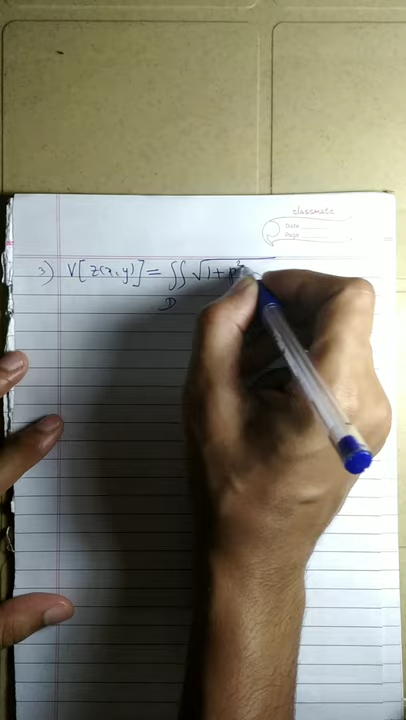 classmate
Date
Page
3) V[z(x,y)] = ∬ √1+p²
D